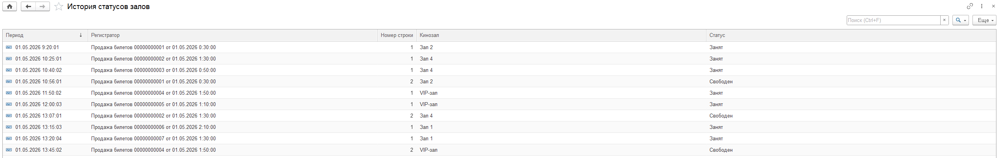 История статусов залов
Поиск (Ctrl+F)
Еще
Период Регистратор Номер строки Кинозал Статус
01.05.2026 9:20:01 Продажа билетов 00000000001 от 01.05.2026 0:30:00 1 Зал 2 Занят
01.05.2026 10:25:01 Продажа билетов 00000000002 от 01.05.2026 1:30:00 1 Зал 4 Занят
01.05.2026 10:40:02 Продажа билетов 00000000003 от 01.05.2026 0:50:00 1 Зал 4 Занят
01.05.2026 10:56:01 Продажа билетов 00000000001 от 01.05.2026 0:30:00 2 Зал 2 Свободен
01.05.2026 11:50:02 Продажа билетов 00000000004 от 01.05.2026 1:50:00 1 VIP-зал Занят
01.05.2026 12:00:03 Продажа билетов 00000000005 от 01.05.2026 1:10:00 1 VIP-зал Занят
01.05.2026 13:07:01 Продажа билетов 00000000002 от 01.05.2026 1:30:00 2 Зал 4 Свободен
01.05.2026 13:15:03 Продажа билетов 00000000006 от 01.05.2026 2:10:00 1 Зал 1 Занят
01.05.2026 13:20:04 Продажа билетов 00000000007 от 01.05.2026 1:30:00 1 Зал 1 Занят
01.05.2026 13:45:02 Продажа билетов 00000000004 от 01.05.2026 1:50:00 2 VIP-зал Свободен